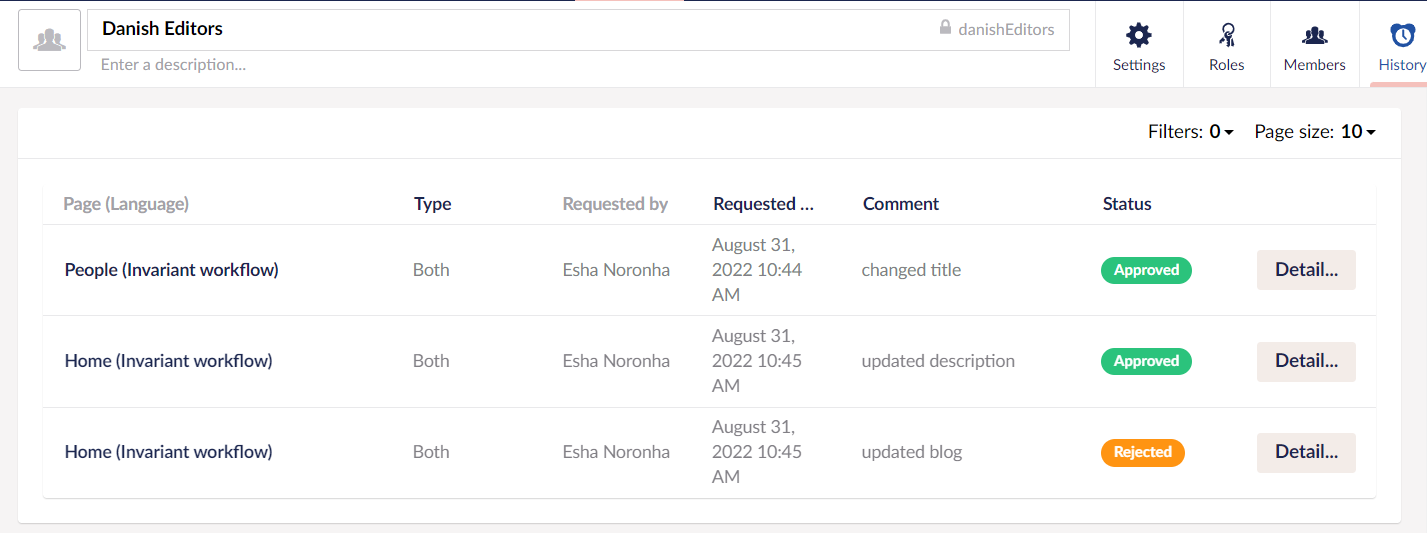 Danish Editors
danishEditors
Enter a description...
Settings
Roles
Members
History
Filters: 0
Page size: 10
Page (Language)
Type
Requested by
Requested ...
Comment
Status
People (Invariant workflow)
Both
Esha Noronha
August 31,
2022 10:44
AM
changed title
Approved
Detail...
Home (Invariant workflow)
Both
Esha Noronha
August 31,
2022 10:45
AM
updated description
Approved
Detail...
Home (Invariant workflow)
Both
Esha Noronha
August 31,
2022 10:45
AM
updated blog
Rejected
Detail...